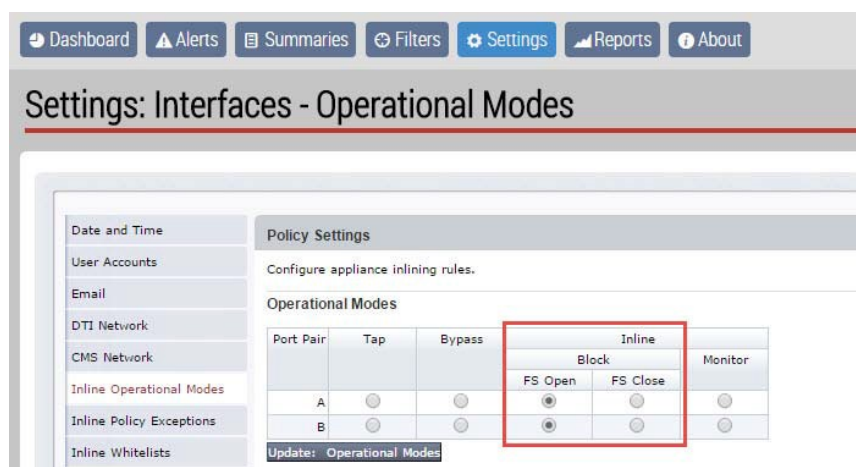 Dashboard Alerts Summaries Filters Settings Reports About
Settings: Interfaces - Operational Modes
Date and Time
User Accounts
Email
DTI Network
CMS Network
Inline Operational Modes
Inline Policy Exceptions
Inline Whitelists
Policy Settings
Configure appliance inlining rules.
Operational Modes
Port Pair Tap Bypass Inline
Block Monitor
FS Open FS Close
A
B
Update: Operational Modes